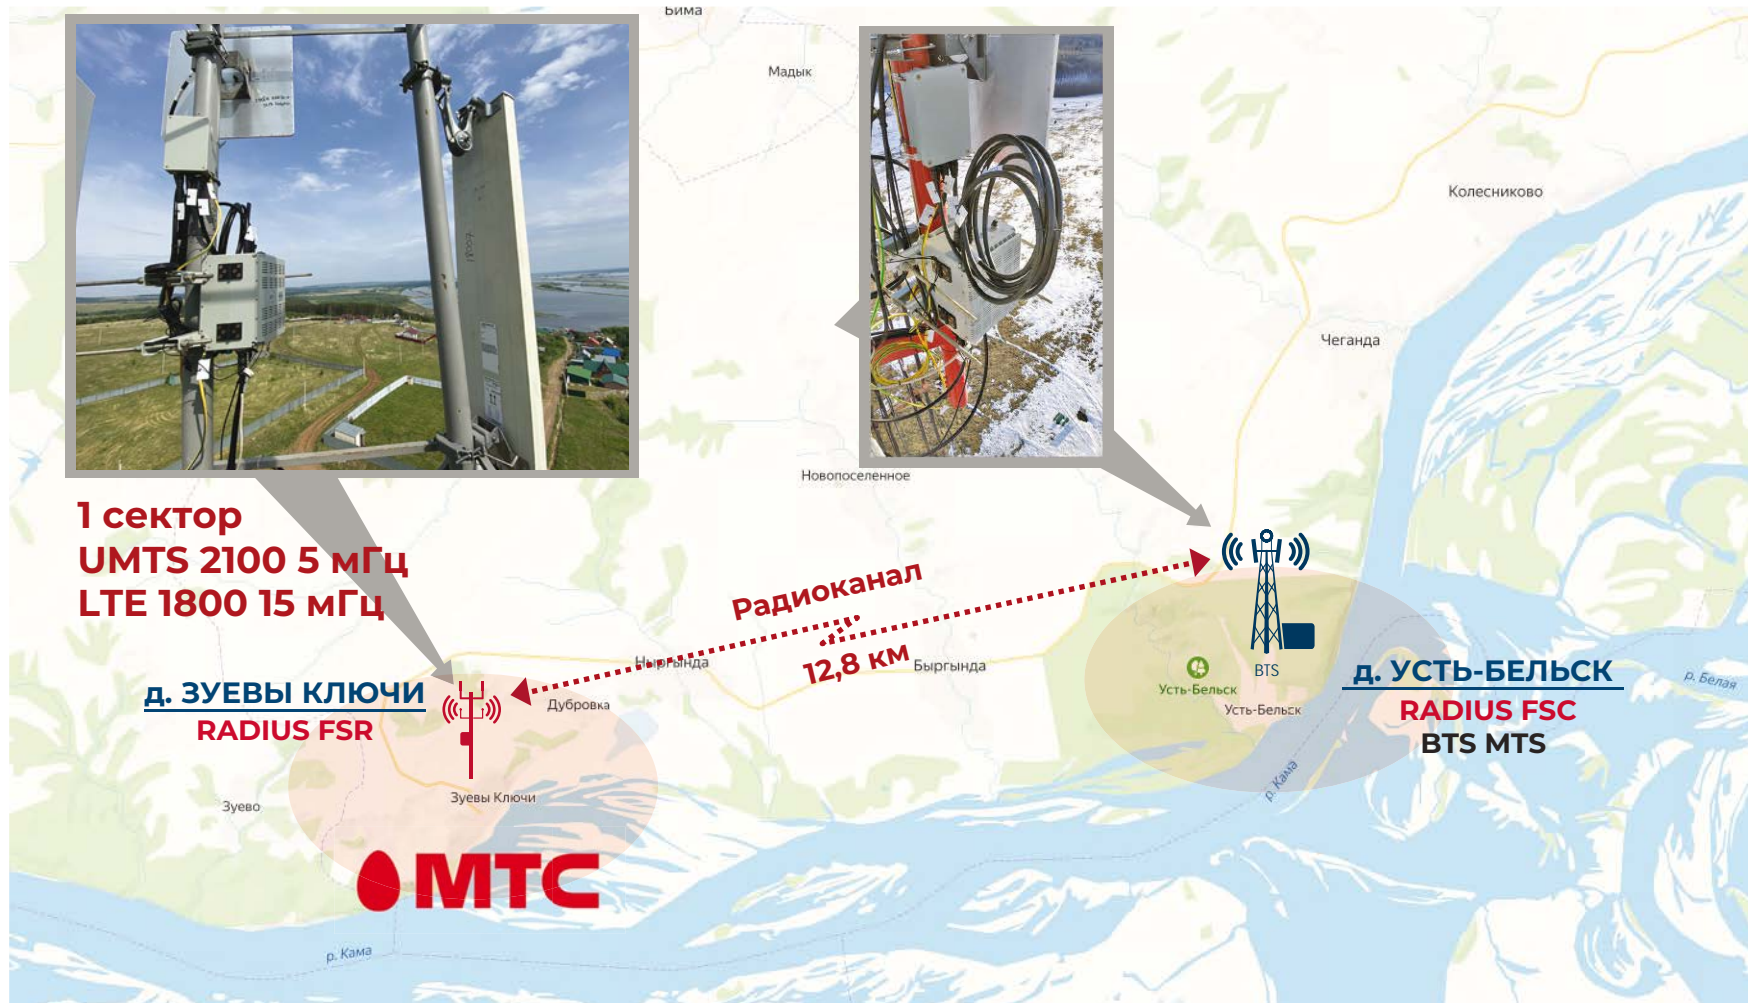 Бима
Мадык
Колесниково
Чеганда
Новопоселенное
1 сектор
UMTS 2100 5 мГц
LTE 1800 15 мГц
Радиоканал
12,8 км
Ныргында
Быргында
BTS
д. ЗУЕВЫ КЛЮЧИ
RADIUS FSR
Дубровка
Усть-Бельск
Усть-Бельск
д. УСТЬ-БЕЛЬСК
RADIUS FSC
BTS MTS
р. Белая
р. Кама
Зуево
Зуевы Ключи
МТС
р. Кама